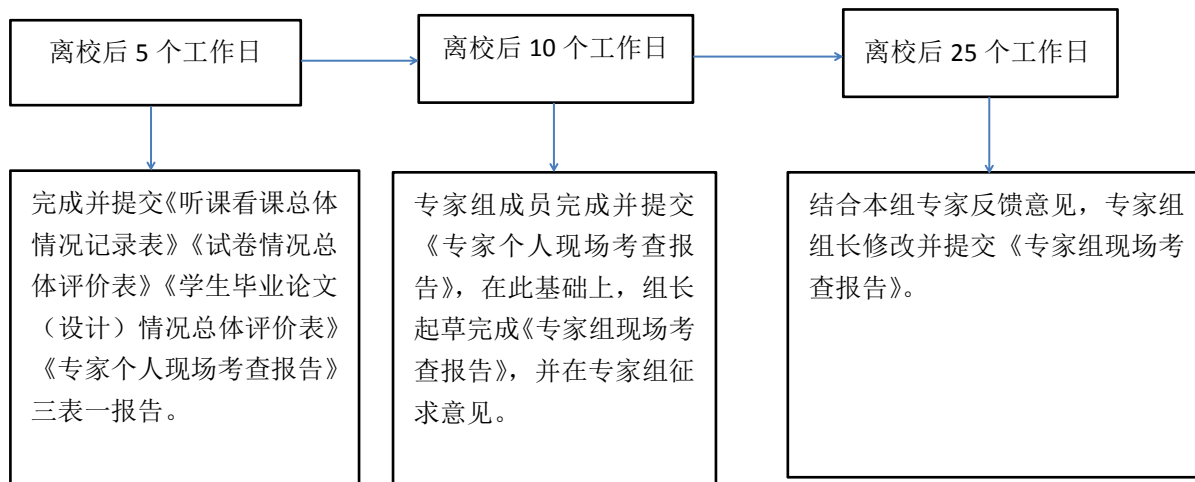 离校后 5 个工作日
离校后 10 个工作日
离校后 25 个工作日
完成并提交《听课看课总体
情况记录表》《试卷情况总
体评价表》《学生毕业论文
（设计）情况总体评价表》
《专家个人现场考查报告》
三表一报告。
专家组成员完成并提交
《专家个人现场考查报
告》，在此基础上，组长
起草完成《专家组现场考
查报告》，并在专家组征
求意见。
结合本组专家反馈意见，专家组
组长修改并提交《专家组现场考
查报告》。